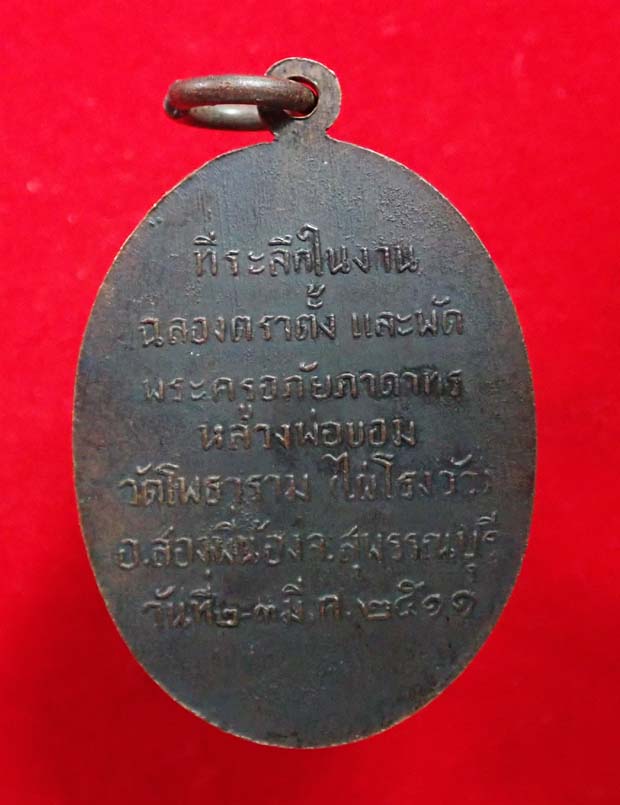 ที่ระลึกในงาน
ฉลองตราตั้ง และพัด
พระครูอภัยภาดาทร
หลวงพ่อขอม
วัดโพธาราม ไผ่โรงวัว
อ.สองพี่น้อง จ.สุพรรณบุรี
วันที่๒-๓ มี.ค.๒๕๑๑